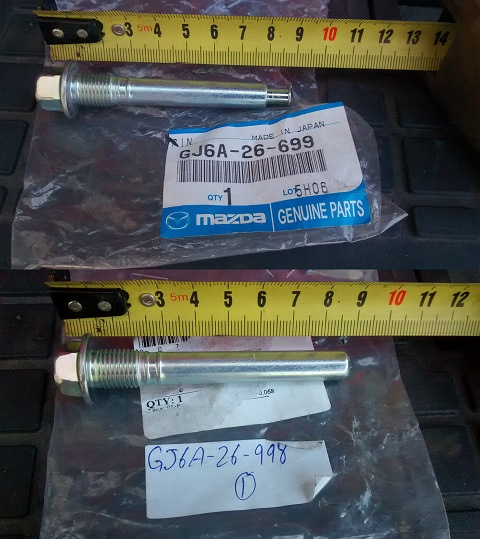 3 5m 4 5 6 7 8 9 10 11 12 13 14
IN
MADE IN JAPAN
GJ6A-26-699
QTY 1 LOT 5H06
mazda GENUINE PARTS
3 5m 4 5 6 7 8 9 10 11 12
7
QTY: 1
GJ6A-26-998
1